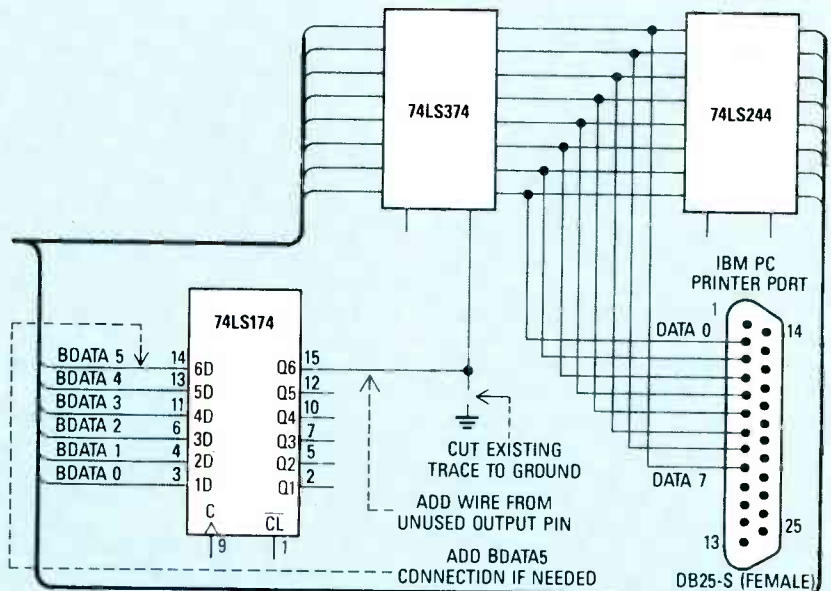 74LS374
74LS244
IBM PC
PRINTER PORT
1
14
DATA 0
DATA 7
13
25
DB25-S (FEMALE)
74LS174
BDATA 5 14 6D Q6 15
BDATA 4 13 5D Q5 12
BDATA 3 11 4D Q4 10
BDATA 2 6 3D Q3 7
BDATA 1 4 2D Q2 5
BDATA 0 3 1D Q1 2
C CL
9 1
CUT EXISTING
TRACE TO GROUND
ADD WIRE FROM
UNUSED OUTPUT PIN
ADD BDATA5
CONNECTION IF NEEDED